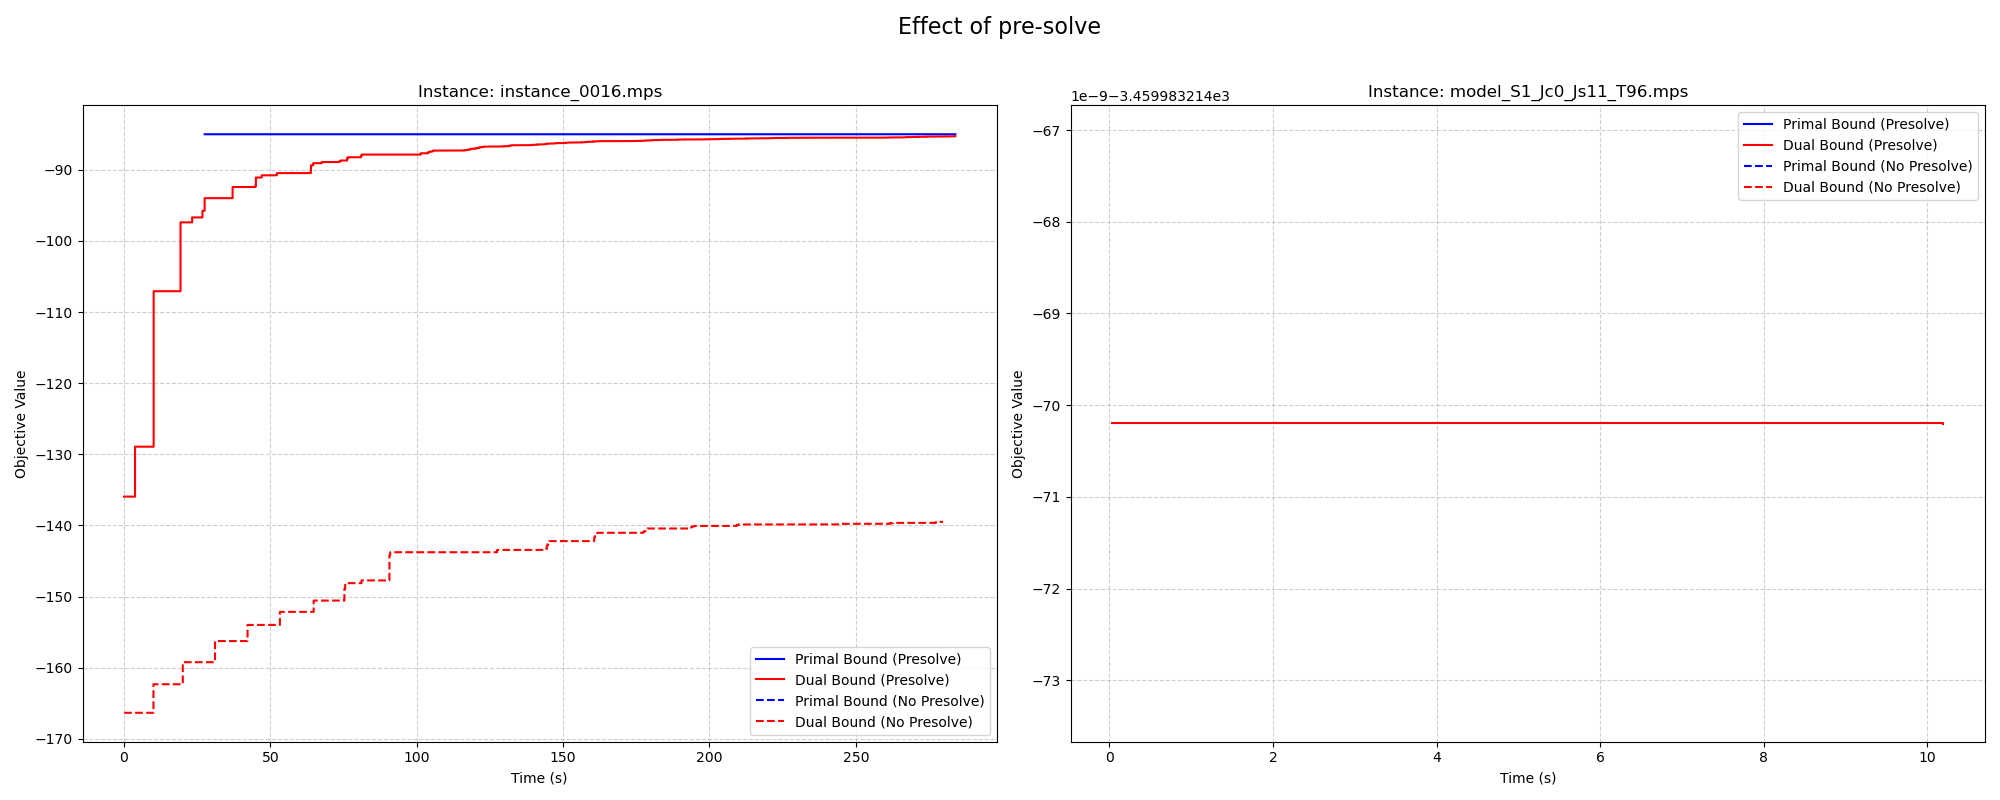 Effect of pre-solve
Instance: instance_0016.mps
−90
−100
−110
−120
−130
−140
−150
−160
−170
Objective Value
0
50
100
150
200
250
Time (s)
Primal Bound (Presolve)
Dual Bound (Presolve)
Primal Bound (No Presolve)
Dual Bound (No Presolve)
Instance: model_S1_Jc0_Js11_T96.mps
1e−9−3.459983214e3
−67
−68
−69
−70
−71
−72
−73
Objective Value
0
2
4
6
8
10
Time (s)
Primal Bound (Presolve)
Dual Bound (Presolve)
Primal Bound (No Presolve)
Dual Bound (No Presolve)